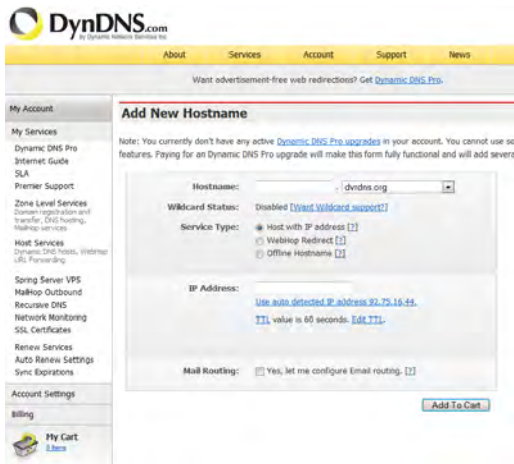 DynDNS.com
by Dynamic Network Services Inc.
About Services Account Support News
Want advertisement-free web redirections? Get Dynamic DNS Pro.
My Account
My Services
Dynamic DNS Pro
Internet Guide
SLA
Premier Support
Zone Level Services
Domain registration and
transfer, DNS hosting,
MailHop services
Host Services
Dynamic DNS hosts, WebHop
URL Forwarding
Spring Server VPS
MailHop Outbound
Recursive DNS
Network Monitoring
SSL Certificates
Renew Services
Auto Renew Settings
Sync Expirations
Account Settings
Billing
My Cart
0 items
Add New Hostname
Note: You currently don't have any active Dynamic DNS Pro upgrades in your account. You cannot use so
features. Paying for an Dynamic DNS Pro upgrade will make this form fully functional and will add severa
Hostname: . dyndns.org
Wildcard Status: Disabled [Want Wildcard support?]
Service Type: Host with IP address [?]
WebHop Redirect [?]
Offline Hostname [?]
IP Address:
Use auto detected IP address 92.75.16.44.
TTL value is 60 seconds. Edit TTL.
Mail Routing: Yes, let me configure Email routing. [?]
Add To Cart